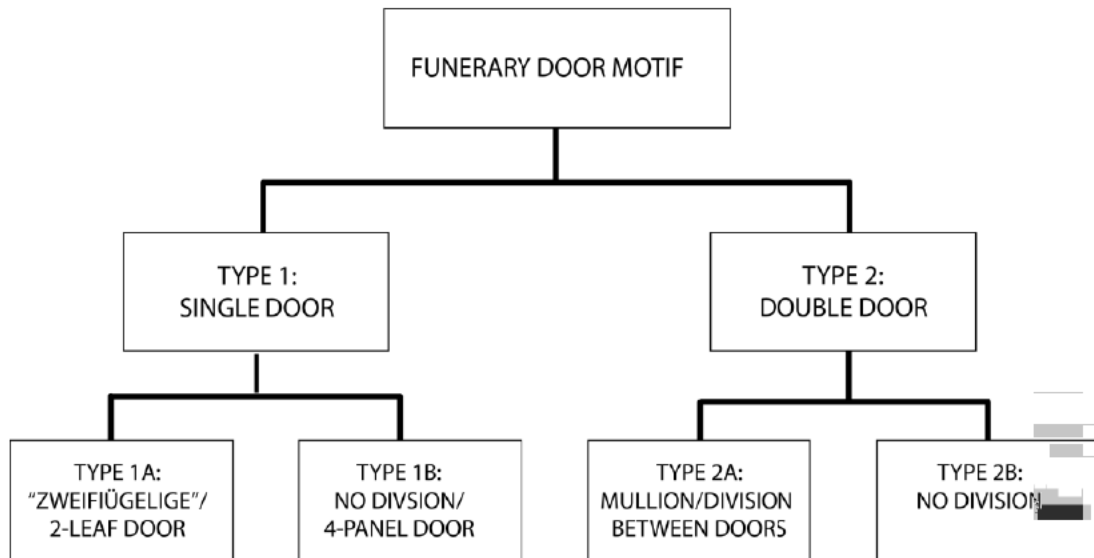 FUNERARY DOOR MOTIF
TYPE 1:
SINGLE DOOR
TYPE 2:
DOUBLE DOOR
TYPE 1A:
"ZWEIFIÜGELIGE"/
2-LEAF DOOR
TYPE 1B:
NO DIVSION/
4-PANEL DOOR
TYPE 2A:
MULLION/DIVISION
BETWEEN DOORS
TYPE 2B:
NO DIVISION